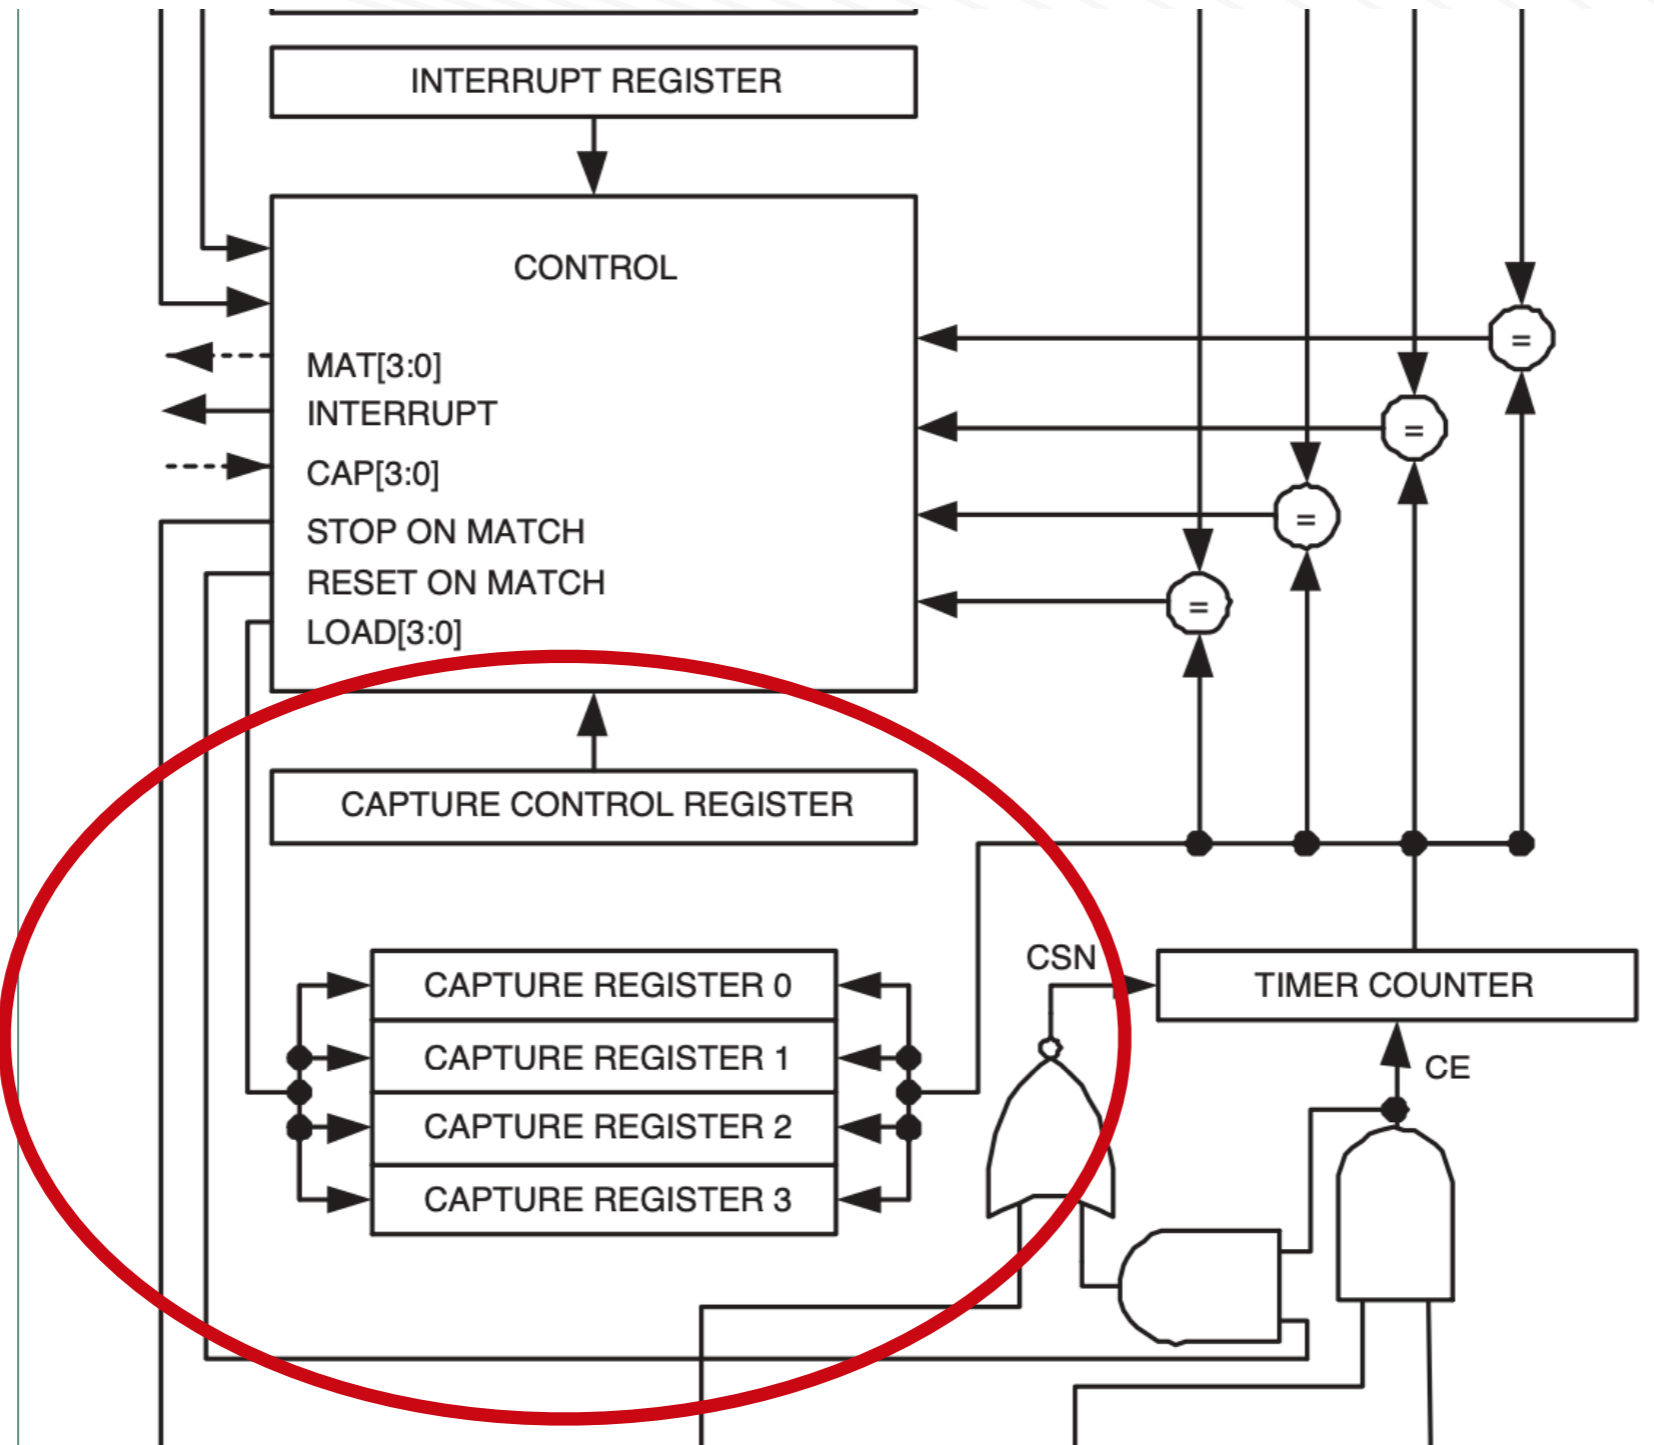 INTERRUPT REGISTER
CONTROL
MAT[3:0]
INTERRUPT
CAP[3:0]
STOP ON MATCH
RESET ON MATCH
LOAD[3:0]
=
=
=
=
CAPTURE CONTROL REGISTER
CSN
CAPTURE REGISTER 0
TIMER COUNTER
CAPTURE REGISTER 1
CE
CAPTURE REGISTER 2
CAPTURE REGISTER 3